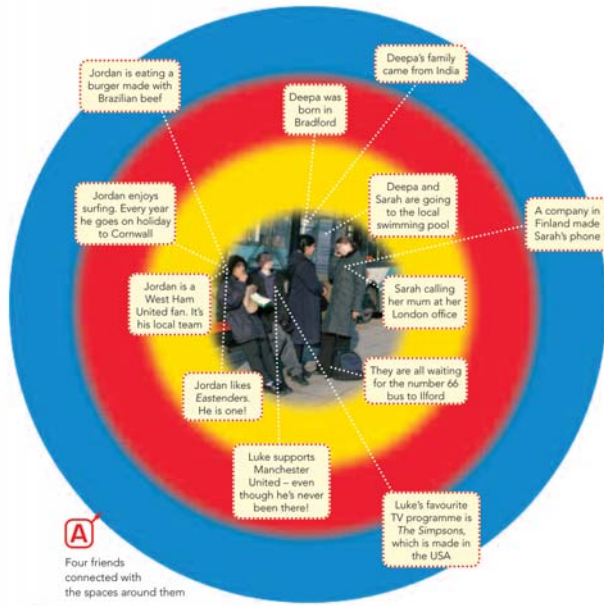 Deepa's family
came from India
Jordan is eating a
burger made with
Brazilian beef
Deepa was
born in
Bradford
Jordan enjoys
surfing. Every year
he goes on holiday
to Cornwall
Deepa and
Sarah are going
to the local
swimming pool
A company in
Finland made
Sarah's phone
Jordan is a
West Ham
United fan. It's
his local team
Sarah calling
her mum at her
London office
Jordan likes
Eastenders.
He is one!
They are all waiting
for the number 66
bus to Ilford
Luke supports
Manchester
United – even
though he's never
been there!
Luke's favourite
TV programme is
The Simpsons,
which is made in
the USA
A
Four friends
connected with
the spaces around them